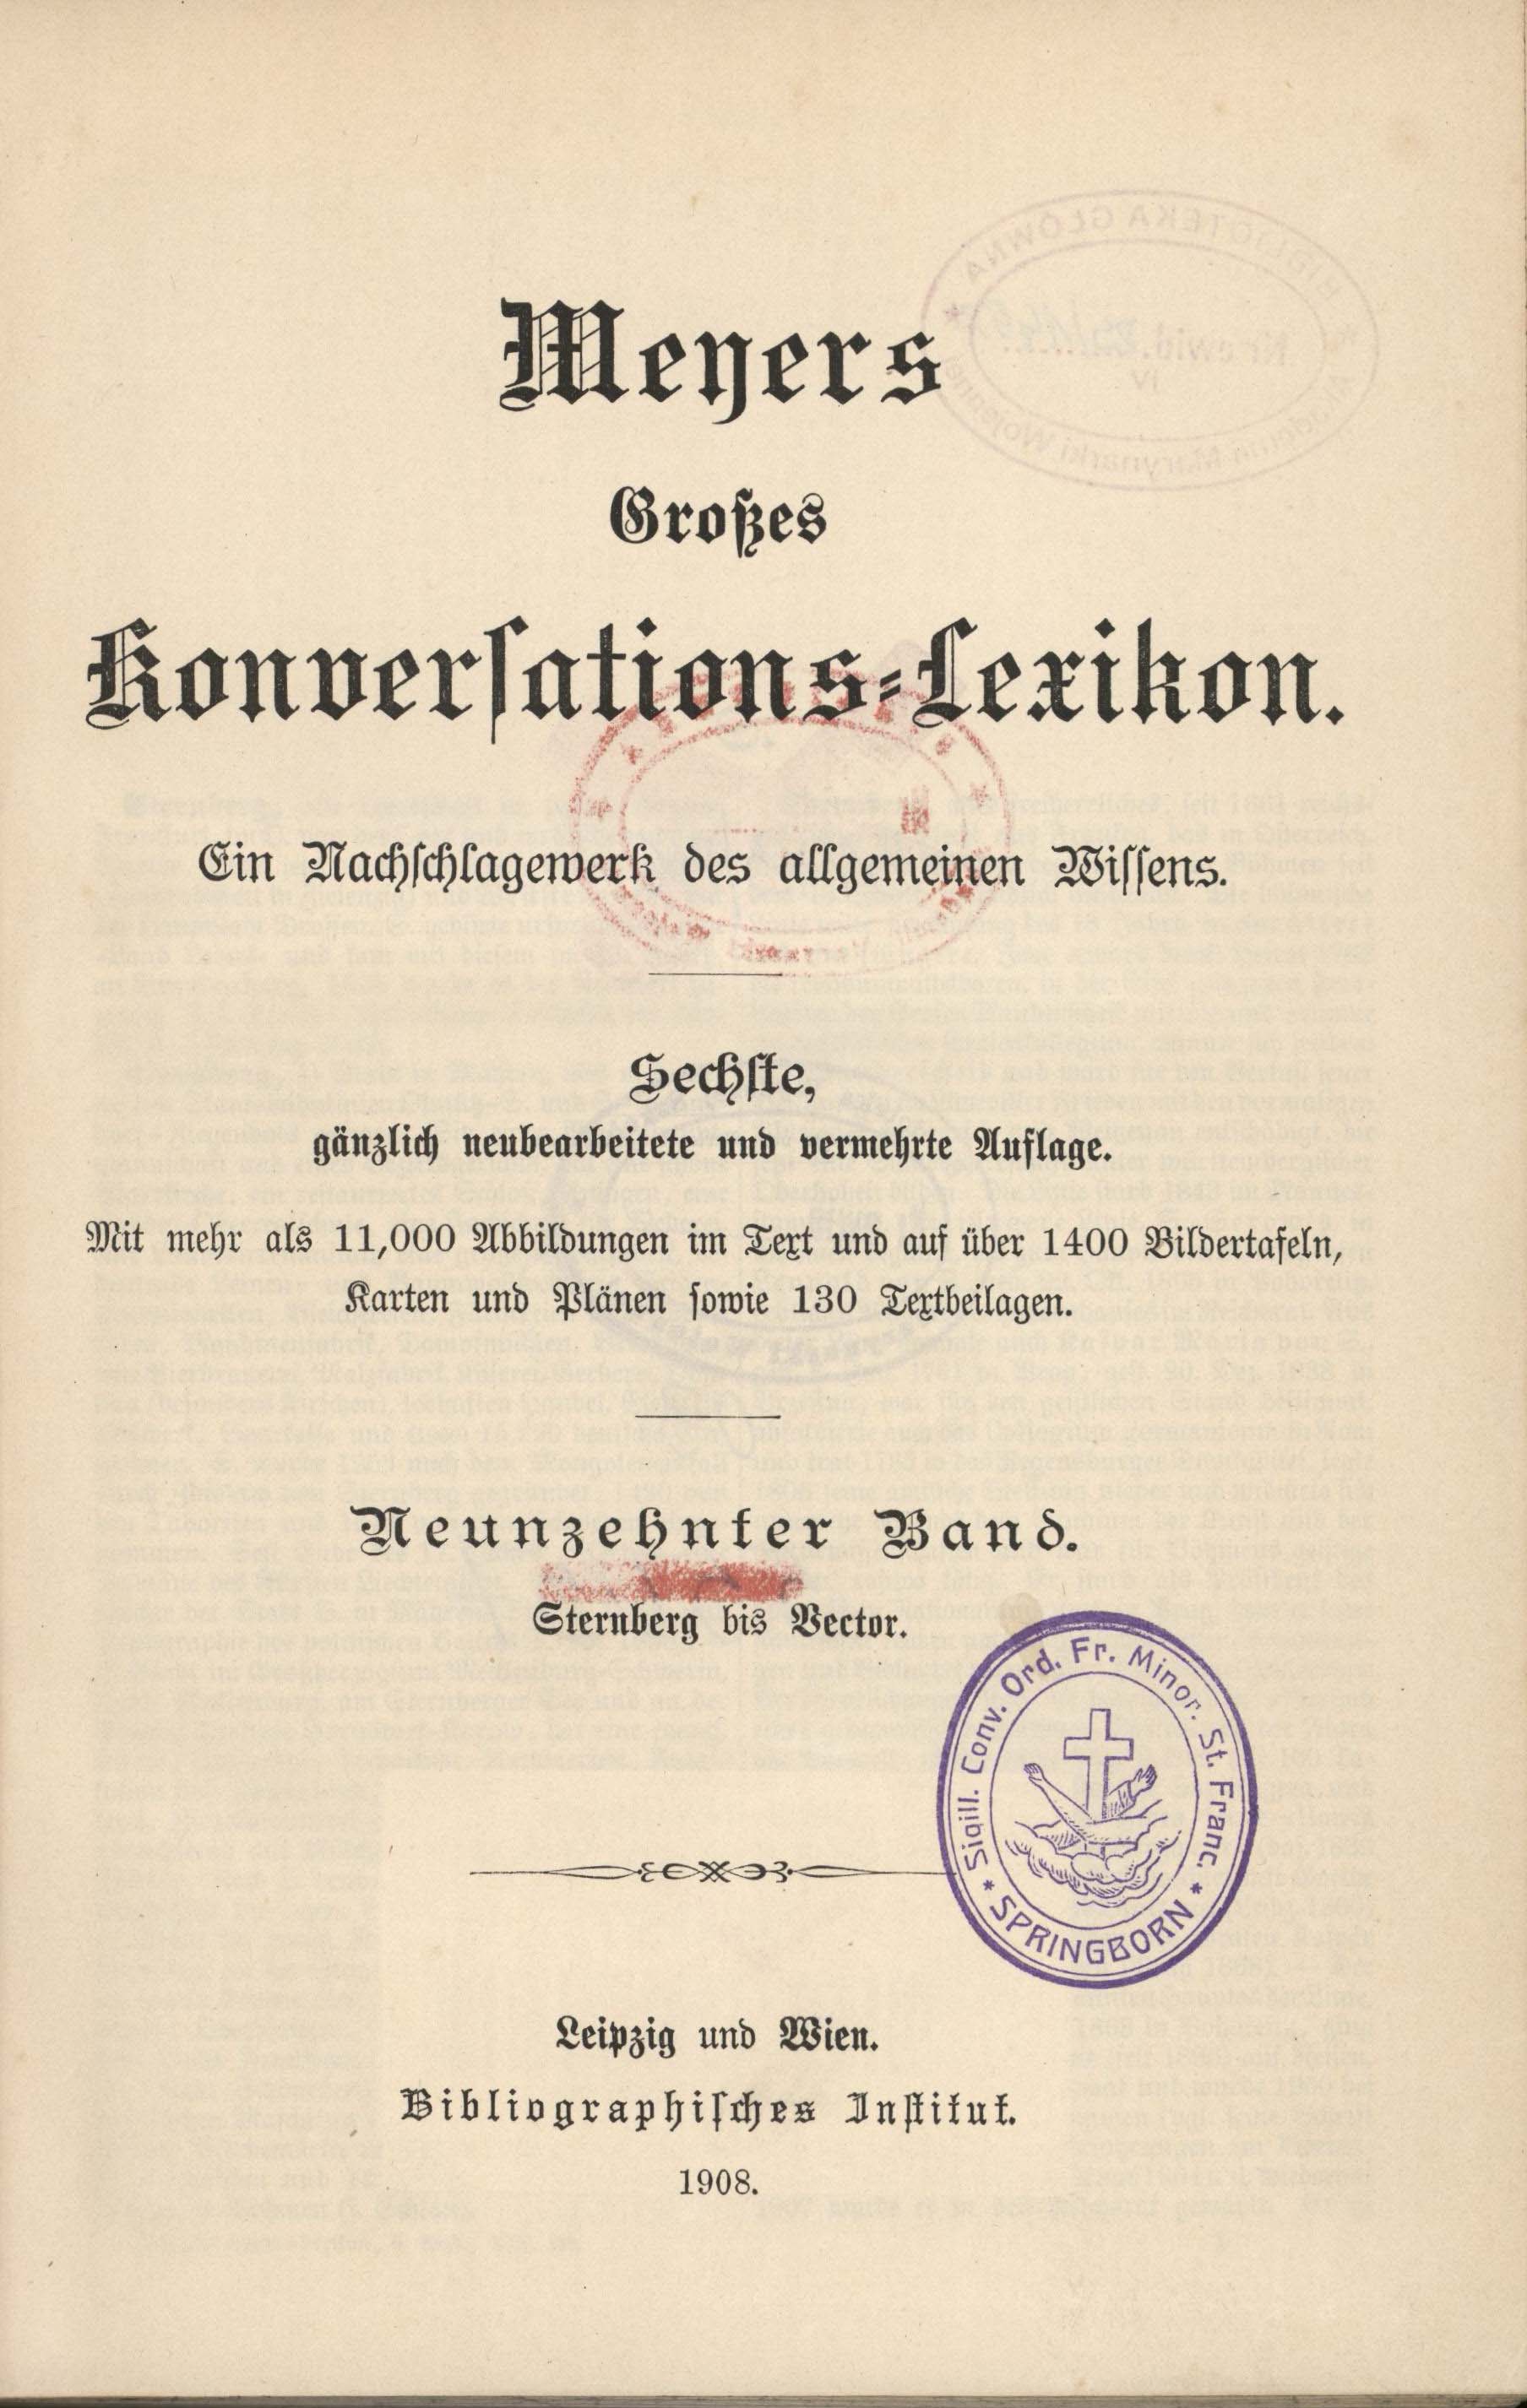 Meyers
Großes
Konverſations-Lexikon.
Ein Nachſchlagewerk des allgemeinen Wiſſens.
Sechſte,
gänzlich neubearbeitete und vermehrte Auflage.
Mit mehr als 11,000 Abbildungen im Text und auf über 1400 Bildertafeln,
Karten und Plänen ſowie 130 Textbeilagen.
Neunzehnter Band.
Sternberg bis Vector.
Sigill. Conv. Ord. Fr. Minor. St. Franc.
* SPRINGBORN *
Leipzig und Wien.
Bibliographiſches Inſtitut.
1908.